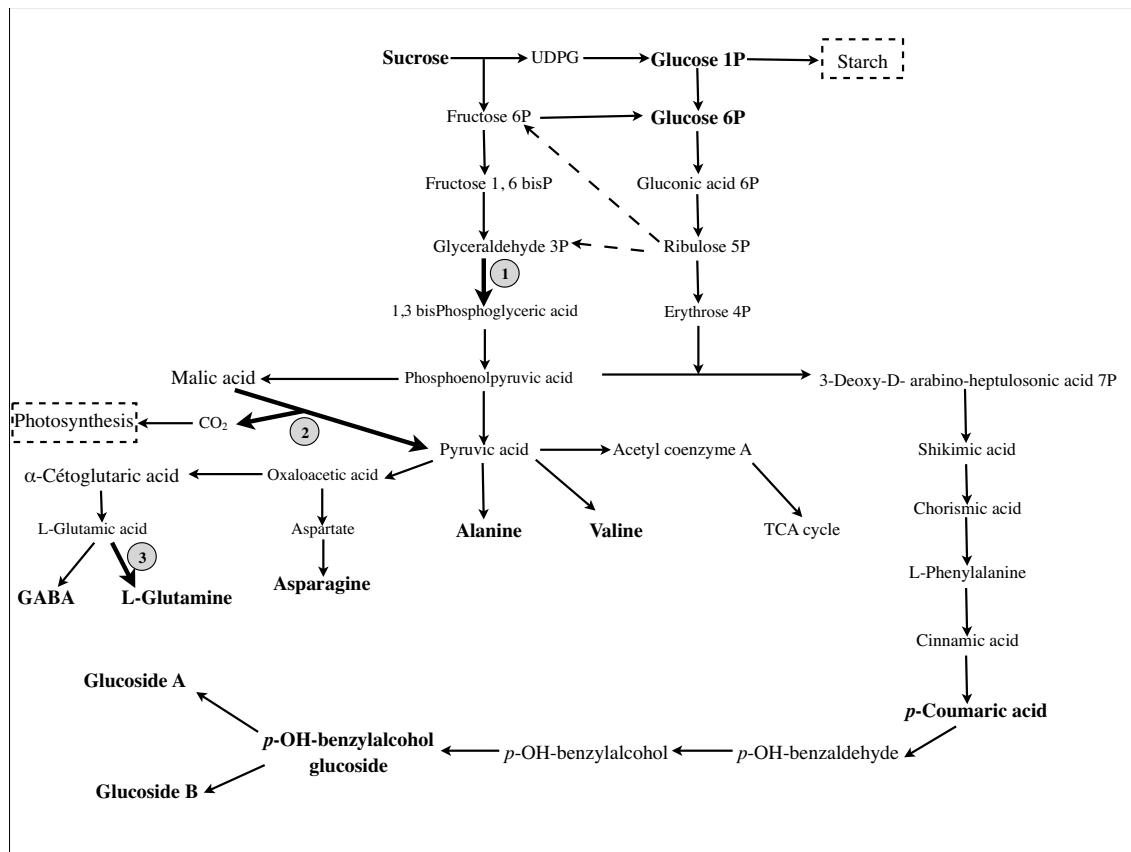 Sucrose UDPG Glucose 1P Starch
Fructose 6P Glucose 6P
Fructose 1, 6 bisP Gluconic acid 6P
Glyceraldehyde 3P Ribulose 5P
1
1,3 bisPhosphoglyceric acid Erythrose 4P
Malic acid Phosphoenolpyruvic acid 3-Deoxy-D- arabino-heptulosonic acid 7P
Photosynthesis CO2 2
Pyruvic acid Acetyl coenzyme A Shikimic acid
α-Cétoglutaric acid Oxaloacetic acid
Chorismic acid
L-Glutamic acid Aspartate Alanine Valine TCA cycle
3
L-Phenylalanine
GABA L-Glutamine Asparagine
Cinnamic acid
Glucoside A
p-Coumaric acid
p-OH-benzylalcohol
glucoside
p-OH-benzylalcohol p-OH-benzaldehyde
Glucoside B